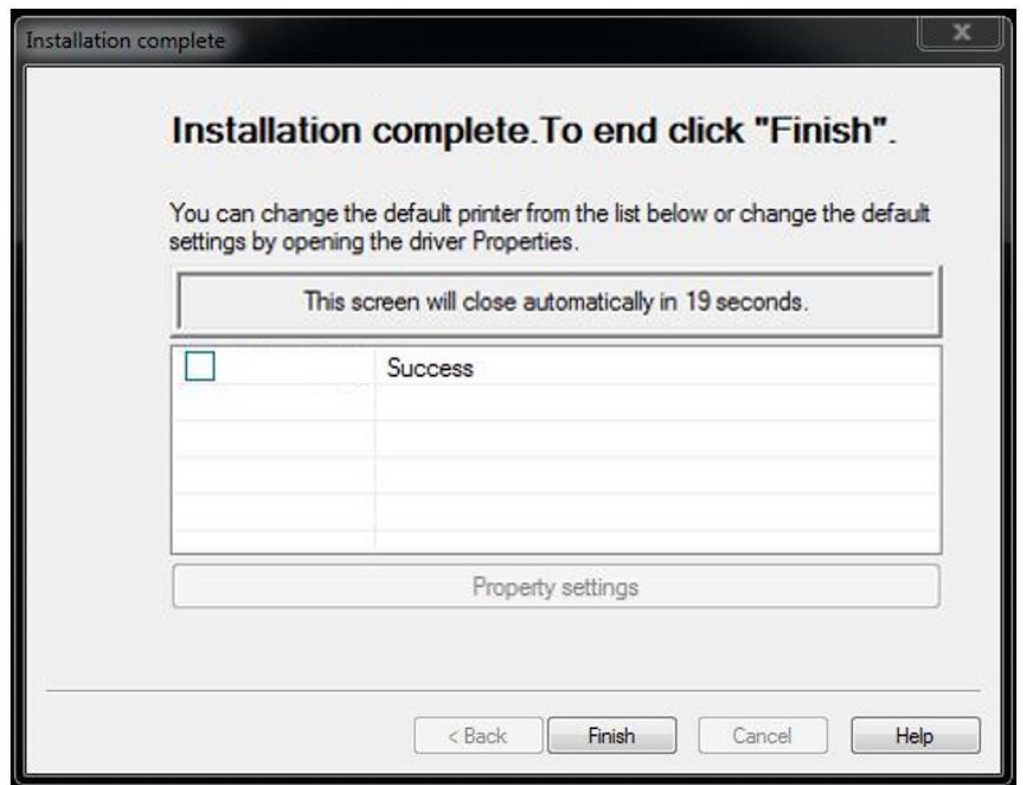 Installation complete
X
Installation complete.To end click "Finish".
You can change the default printer from the list below or change the default
settings by opening the driver Properties.
This screen will close automatically in 19 seconds.
Success
Property settings
< Back Finish Cancel Help